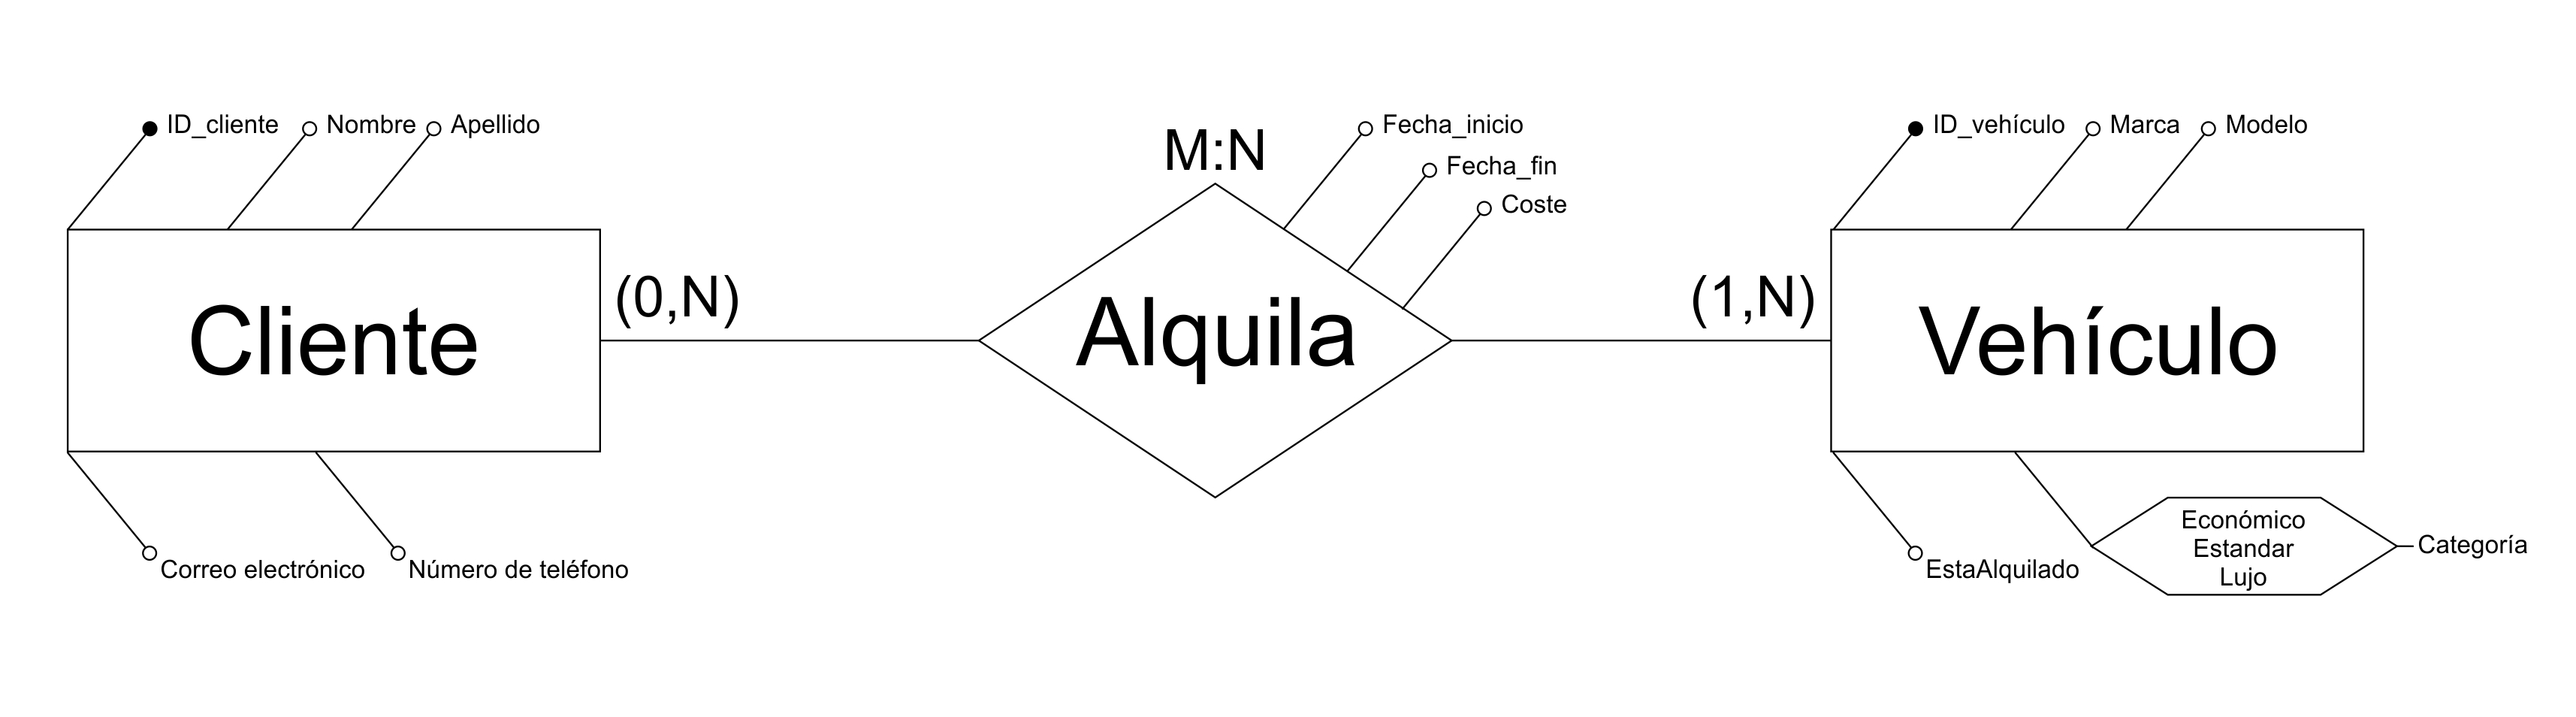 ID_cliente
Nombre
Apellido
Cliente
Correo electrónico
Número de teléfono
(0,N)
M:N
Fecha_inicio
Fecha_fin
Coste
Alquila
(1,N)
ID_vehículo
Marca
Modelo
Vehículo
EstaAlquilado
Económico
Estandar
Lujo
Categoría